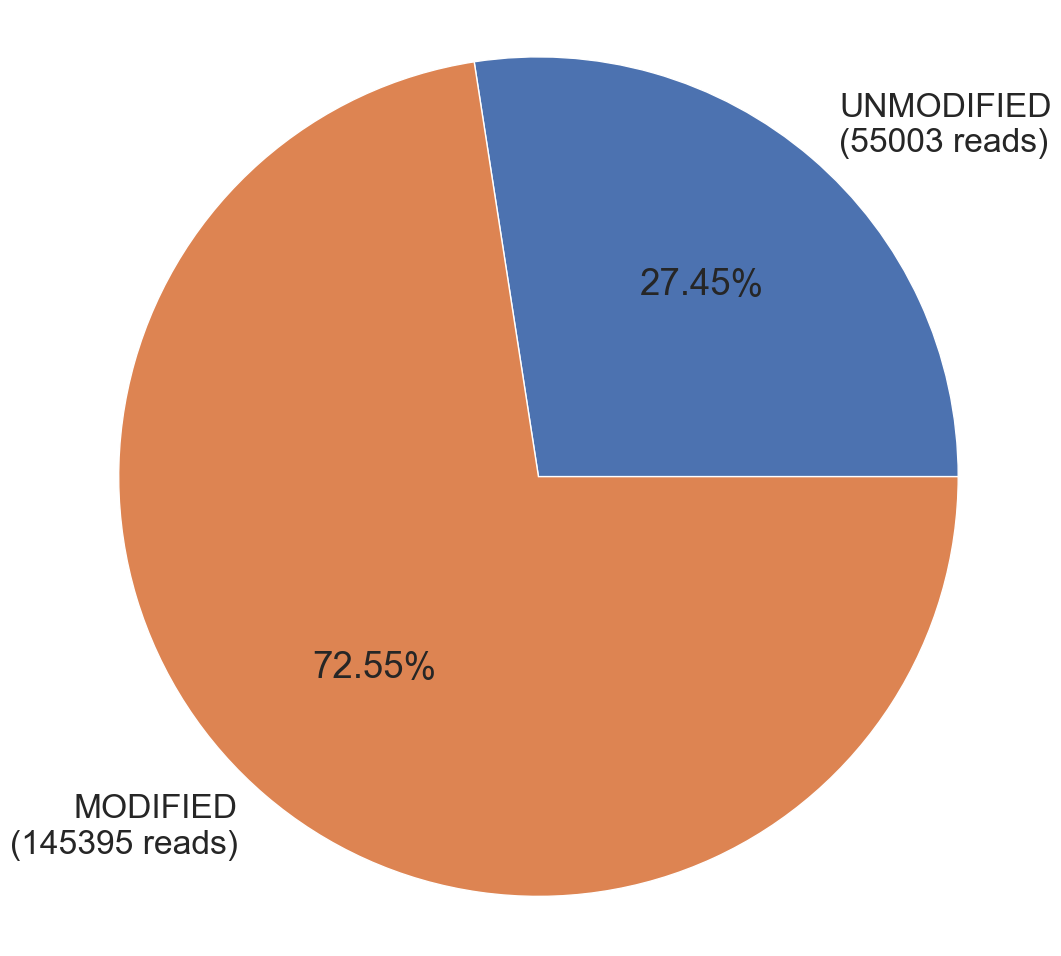 UNMODIFIED
(55003 reads)
27.45%
72.55%
MODIFIED
(145395 reads)